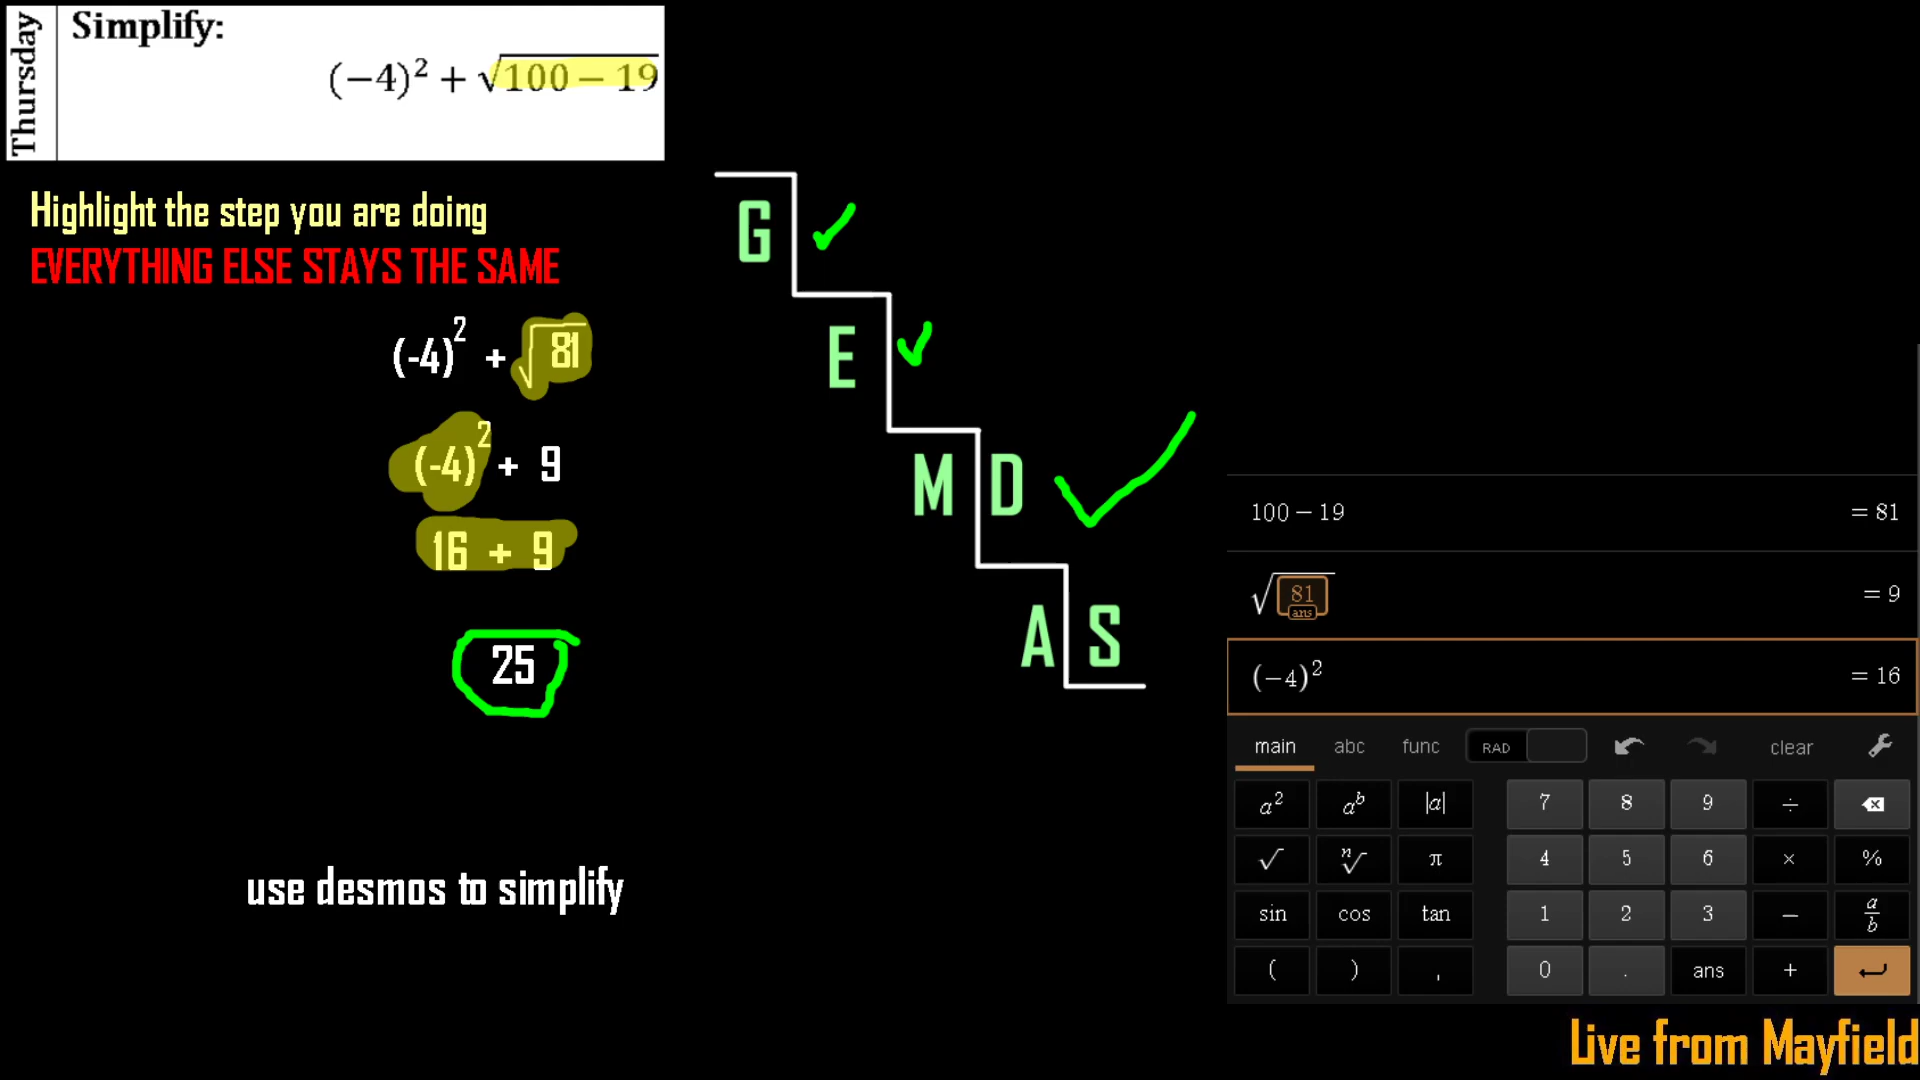 Thursday
Simplify:
(−4)² + √100 − 19
Highlight the step you are doing
EVERYTHING ELSE STAYS THE SAME
(-4)² + √81
(-4)² + 9
16 + 9
25
use desmos to simplify
G
E
M D
A S
100 − 19 = 81
√81 = 9
ans
(−4)² = 16
main abc func RAD clear
a² aᵇ |a| 7 8 9 ÷
√ ⁿ√ π 4 5 6 × %
sin cos tan 1 2 3 − a/b
( ) , 0 . ans +
Live from Mayfield